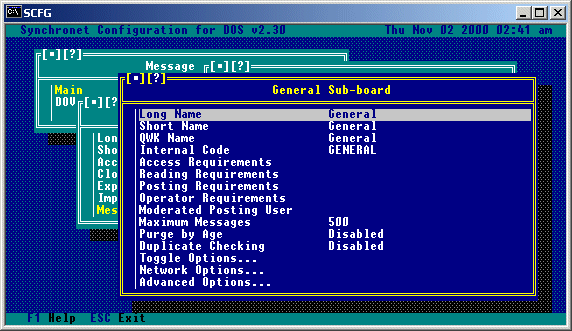 SCFG
Synchronet Configuration for DOS v2.30 Thu Nov 02 2000 02:41 am
[■][?]
Message [■][?]
[■][?]
General Sub-board
Main
DOV [■][?]
Long Name General
Short Name General
QWK Name General
Internal Code GENERAL
Access Requirements
Reading Requirements
Posting Requirements
Operator Requirements
Moderated Posting User
Maximum Messages 500
Purge by Age Disabled
Duplicate Checking Disabled
Toggle Options...
Network Options...
Advanced Options...
Lon
Sho
Acc
Clo
Exp
Imp
Mes
F1 Help ESC Exit